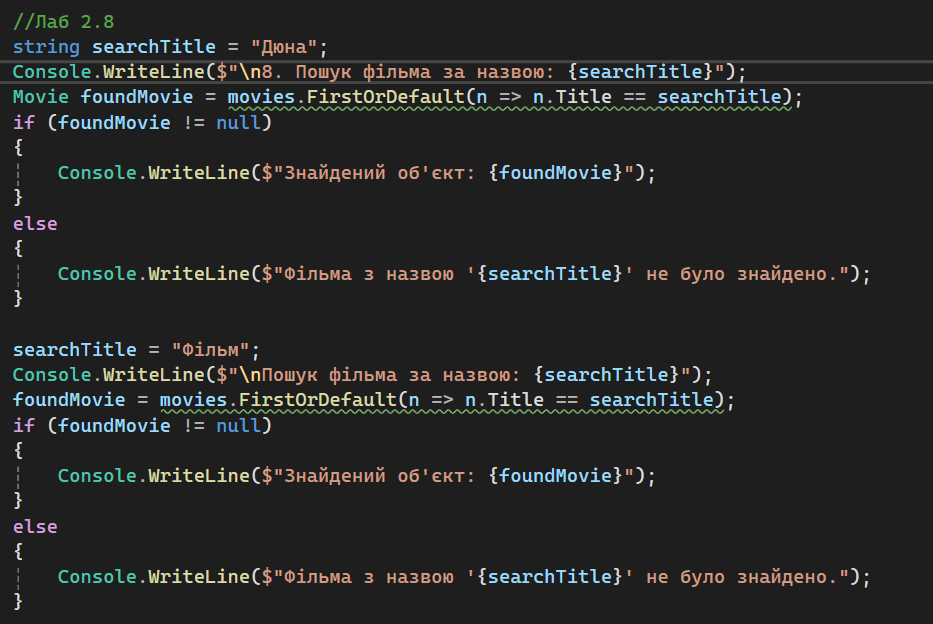 //Лаб 2.8
string searchTitle = "Дюна";
Console.WriteLine($"\n8. Пошук фільма за назвою: {searchTitle}");
Movie foundMovie = movies.FirstOrDefault(n => n.Title == searchTitle);
if (foundMovie != null)
{
    Console.WriteLine($"Знайдений об'єкт: {foundMovie}");
}
else
{
    Console.WriteLine($"Фільма з назвою '{searchTitle}' не було знайдено.");
}

searchTitle = "Фільм";
Console.WriteLine($"\nПошук фільма за назвою: {searchTitle}");
foundMovie = movies.FirstOrDefault(n => n.Title == searchTitle);
if (foundMovie != null)
{
    Console.WriteLine($"Знайдений об'єкт: {foundMovie}");
}
else
{
    Console.WriteLine($"Фільма з назвою '{searchTitle}' не було знайдено.");
}